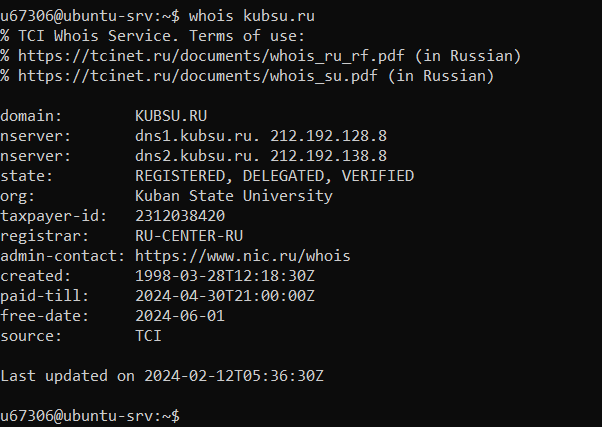 u67306@ubuntu-srv:~$ whois kubsu.ru
% TCI Whois Service. Terms of use:
% https://tcinet.ru/documents/whois_ru_rf.pdf (in Russian)
% https://tcinet.ru/documents/whois_su.pdf (in Russian)

domain:        KUBSU.RU
nserver:       dns1.kubsu.ru. 212.192.128.8
nserver:       dns2.kubsu.ru. 212.192.138.8
state:         REGISTERED, DELEGATED, VERIFIED
org:           Kuban State University
taxpayer-id:   2312038420
registrar:     RU-CENTER-RU
admin-contact: https://www.nic.ru/whois
created:       1998-03-28T12:18:30Z
paid-till:     2024-04-30T21:00:00Z
free-date:     2024-06-01
source:        TCI

Last updated on 2024-02-12T05:36:30Z

u67306@ubuntu-srv:~$